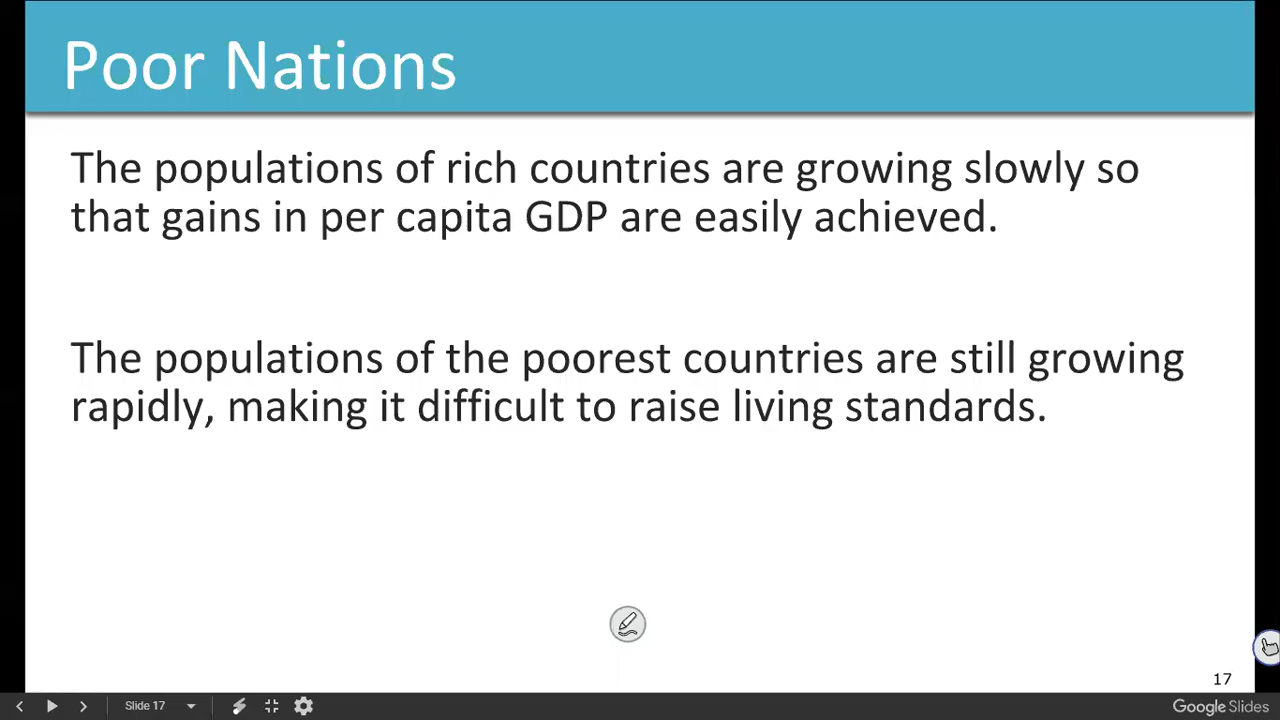 Poor Nations
The populations of rich countries are growing slowly so
that gains in per capita GDP are easily achieved.
The populations of the poorest countries are still growing
rapidly, making it difficult to raise living standards.
17
Slide 17
Google Slides